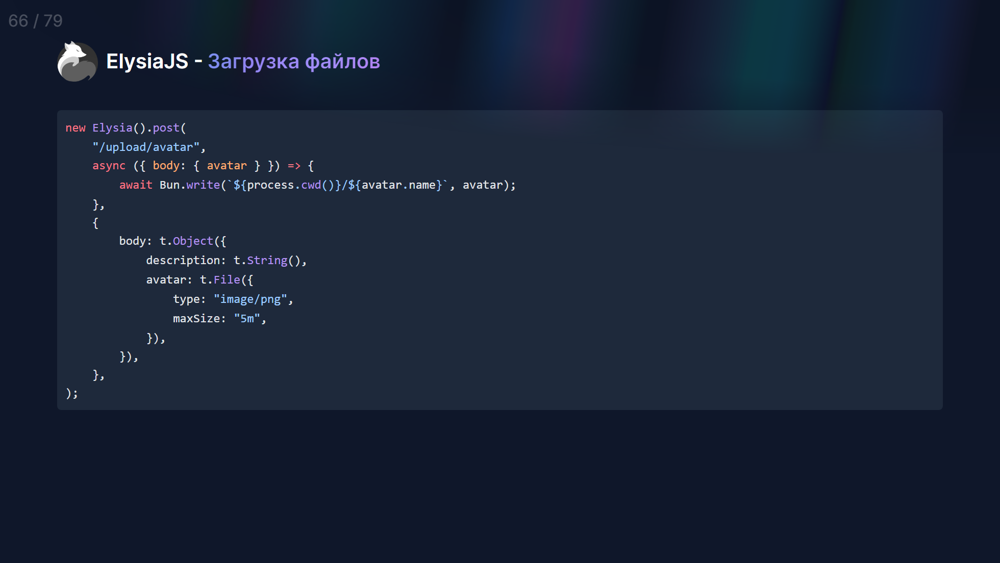 66 / 79
ElysiaJS - Загрузка файлов
new Elysia().post(
    "/upload/avatar",
    async ({ body: { avatar } }) => {
        await Bun.write(`${process.cwd()}/${avatar.name}`, avatar);
    },
    {
        body: t.Object({
            description: t.String(),
            avatar: t.File({
                type: "image/png",
                maxSize: "5m",
            }),
        }),
    },
);